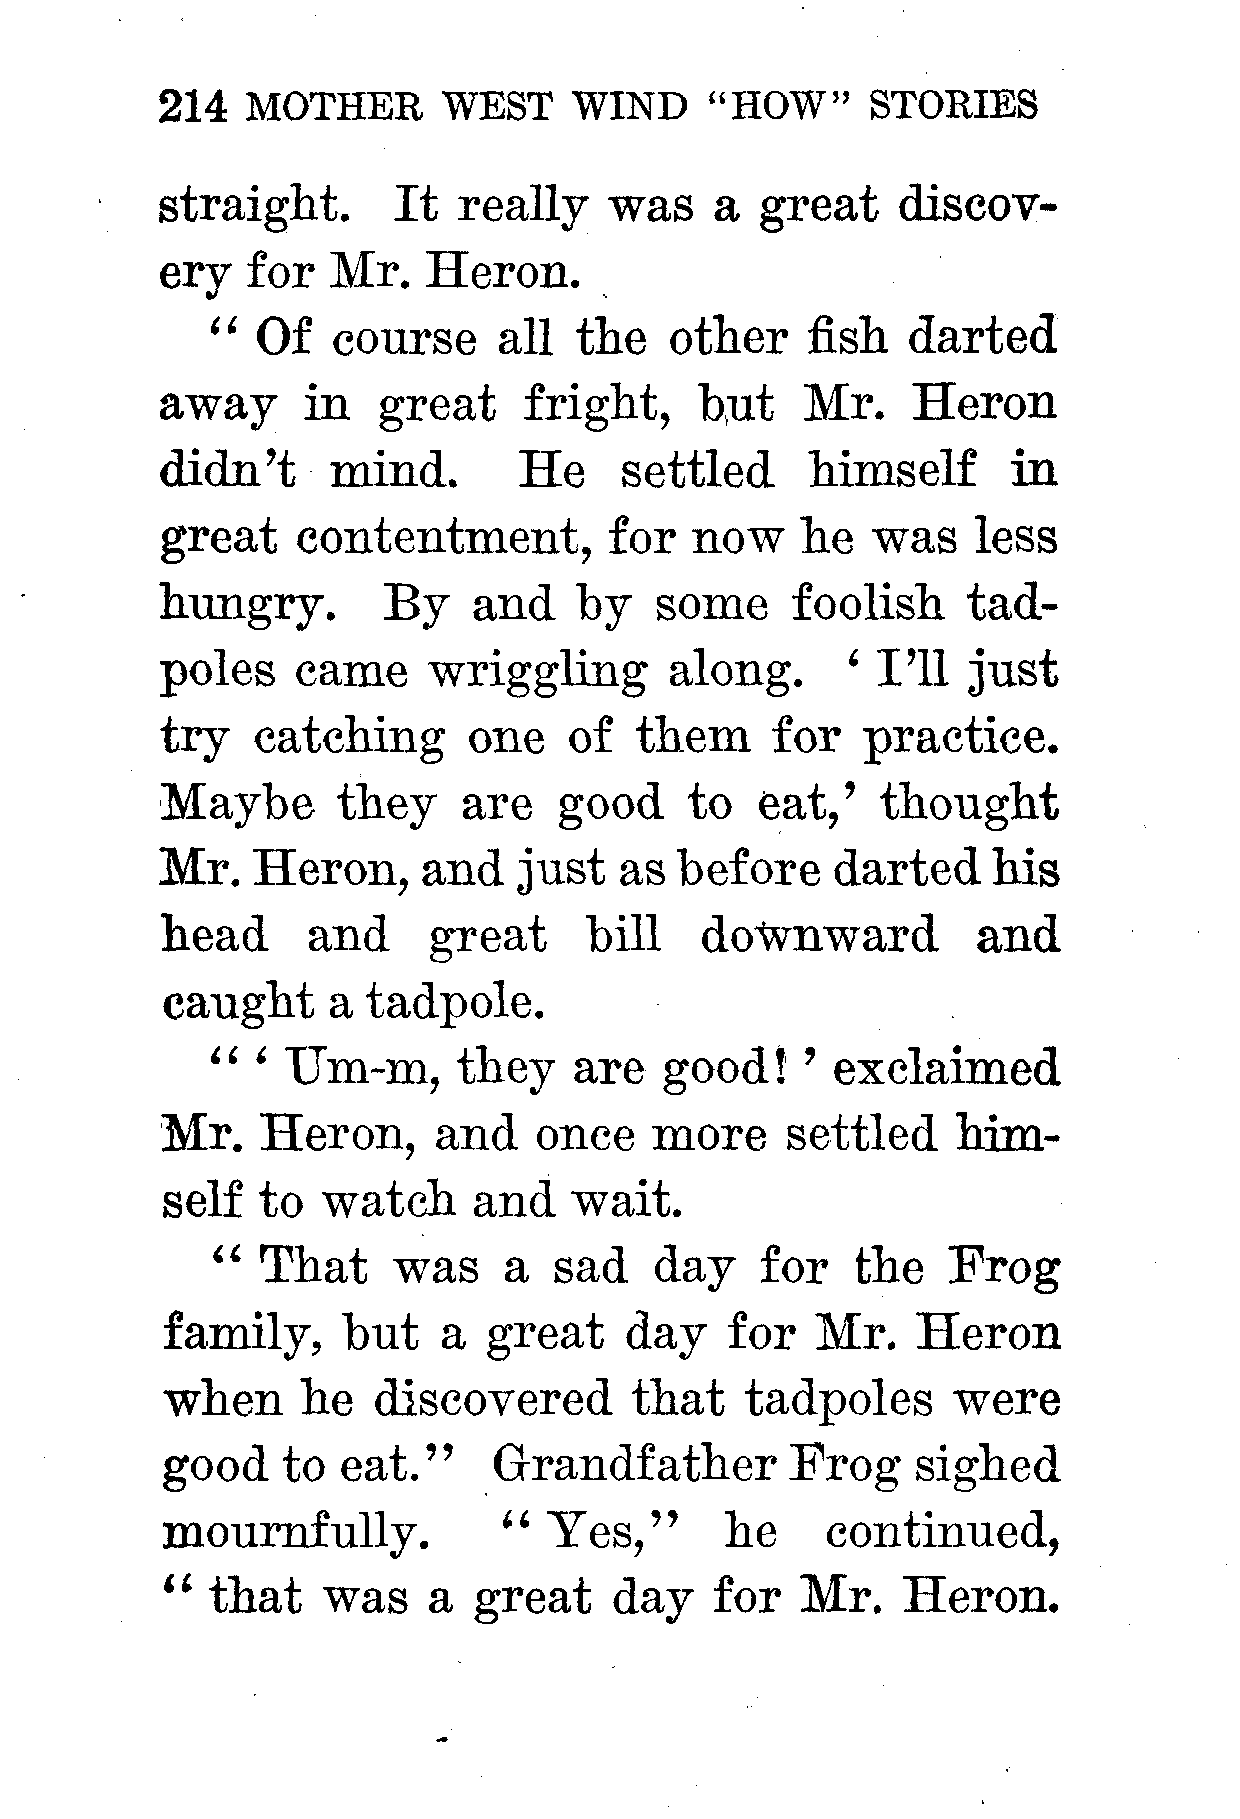 214 MOTHER WEST WIND "HOW" STORIES
straight. It really was a great discov-
ery for Mr. Heron.
" Of course all the other fish darted
away in great fright, but Mr. Heron
didn't mind. He settled himself in
great contentment, for now he was less
hungry. By and by some foolish tad-
poles came wriggling along. ' I'll just
try catching one of them for practice.
Maybe they are good to eat,' thought
Mr. Heron, and just as before darted his
head and great bill downward and
caught a tadpole.
" ' Um-m, they are good! ' exclaimed
Mr. Heron, and once more settled him-
self to watch and wait.
" That was a sad day for the Frog
family, but a great day for Mr. Heron
when he discovered that tadpoles were
good to eat." Grandfather Frog sighed
mournfully. " Yes," he continued,
" that was a great day for Mr. Heron.